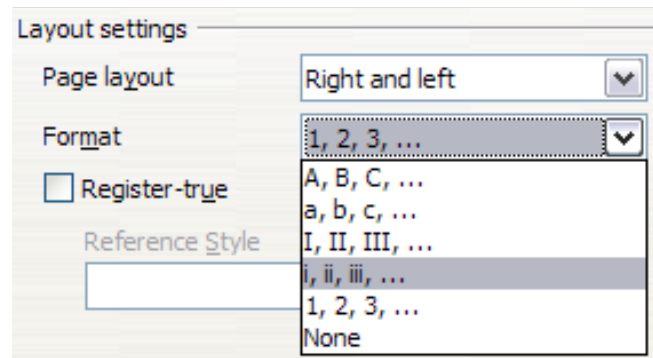 Layout settings
Page layout
Right and left
Format
1, 2, 3, ...
Register-true
Reference Style
A, B, C, ...
a, b, c, ...
I, II, III, ...
i, ii, iii, ...
1, 2, 3, ...
None